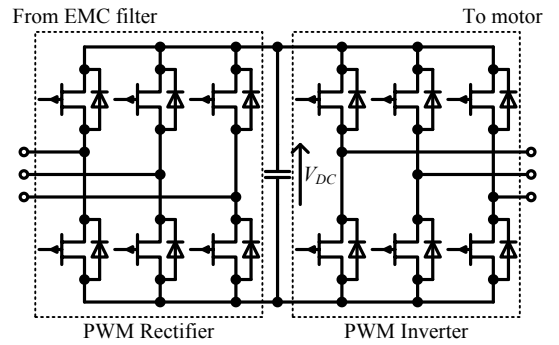 From EMC filter
To motor
V_DC
PWM Rectifier
PWM Inverter